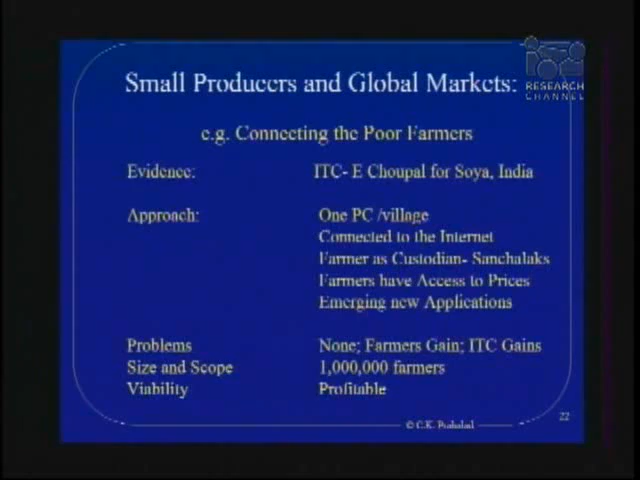 RESEARCH
CHANNEL
Small Producers and Global Markets:
e.g. Connecting the Poor Farmers
Evidence: ITC- E Choupal for Soya, India
Approach: One PC /village
Connected to the Internet
Farmer as Custodian- Sanchalaks
Farmers have Access to Prices
Emerging new Applications
Problems None; Farmers Gain; ITC Gains
Size and Scope 1,000,000 farmers
Viability Profitable
© C.K. Prahalad
22